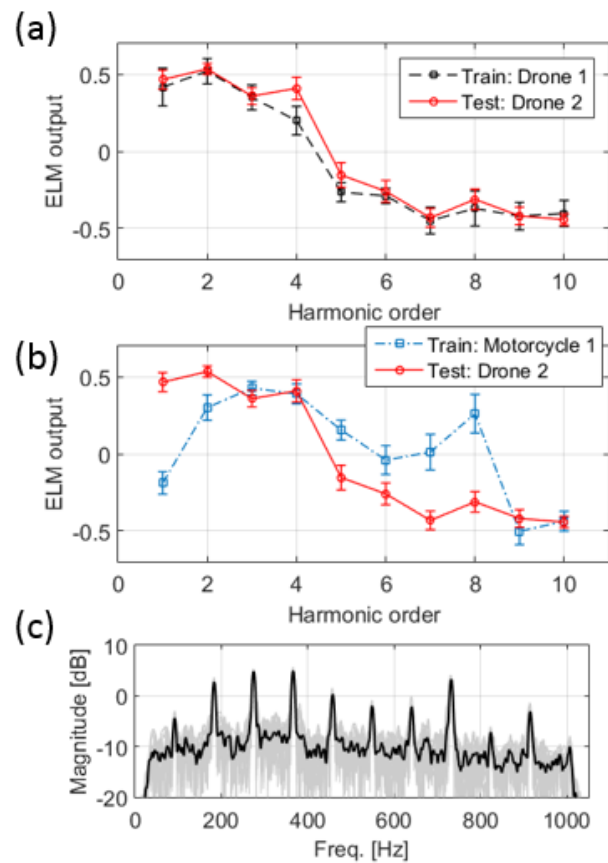 (a)
ELM output
0.5
0
-0.5
Train: Drone 1
Test: Drone 2
0 2 4 6 8 10
Harmonic order
(b)
ELM output
0.5
0
-0.5
Train: Motorcycle 1
Test: Drone 2
0 2 4 6 8 10
Harmonic order
(c)
Magnitude [dB]
10
0
-10
-20
0 200 400 600 800 1000
Freq. [Hz]